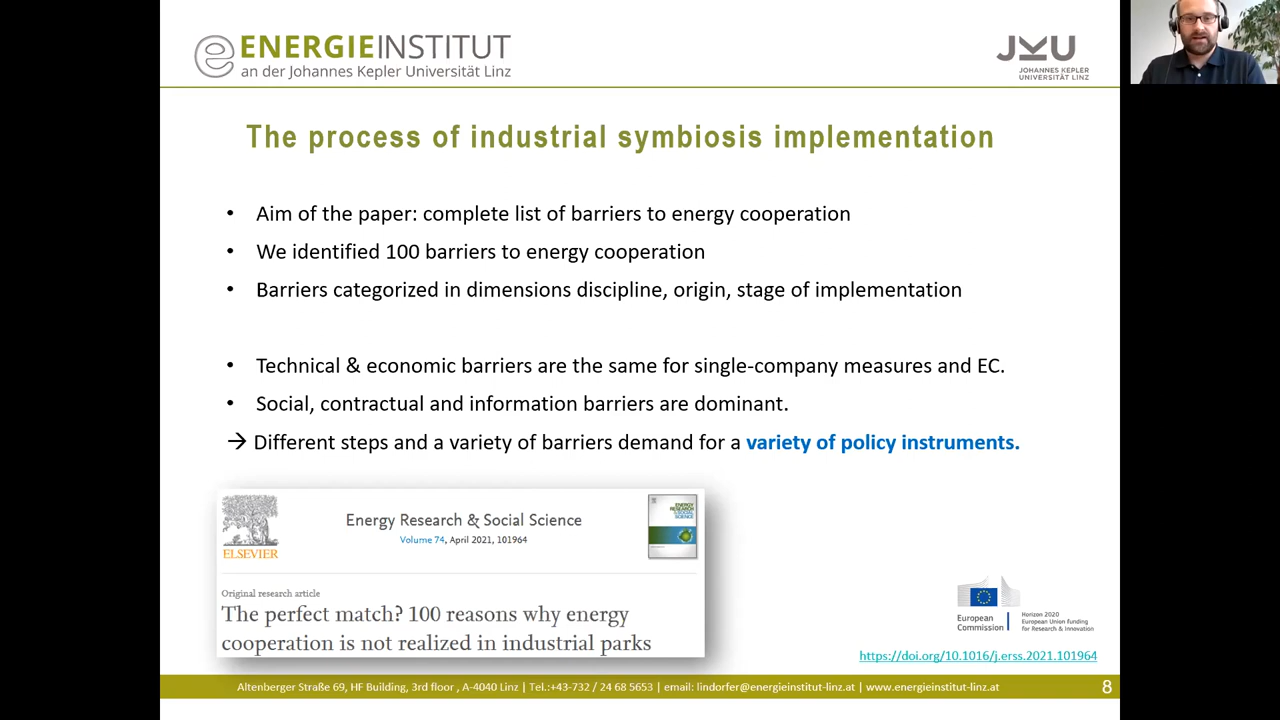 ENERGIEINSTITUT
an der Johannes Kepler Universität Linz
JKU
JOHANNES KEPLER
UNIVERSITÄT LINZ
The process of industrial symbiosis implementation
• Aim of the paper: complete list of barriers to energy cooperation
• We identified 100 barriers to energy cooperation
• Barriers categorized in dimensions discipline, origin, stage of implementation
• Technical & economic barriers are the same for single-company measures and EC.
• Social, contractual and information barriers are dominant.
→ Different steps and a variety of barriers demand for a variety of policy instruments.
ELSEVIER
Energy Research & Social Science
Volume 74, April 2021, 101964
ENERGY
RESEARCH
& SOCIAL
SCIENCE
Original research article
The perfect match? 100 reasons why energy
cooperation is not realized in industrial parks
European
Commission
Horizon 2020
European Union funding
for Research & Innovation
https://doi.org/10.1016/j.erss.2021.101964
Altenberger Straße 69, HF Building, 3rd floor , A-4040 Linz | Tel.:+43-732 / 24 68 5653 | email: lindorfer@energieinstitut-linz.at | www.energieinstitut-linz.at
8